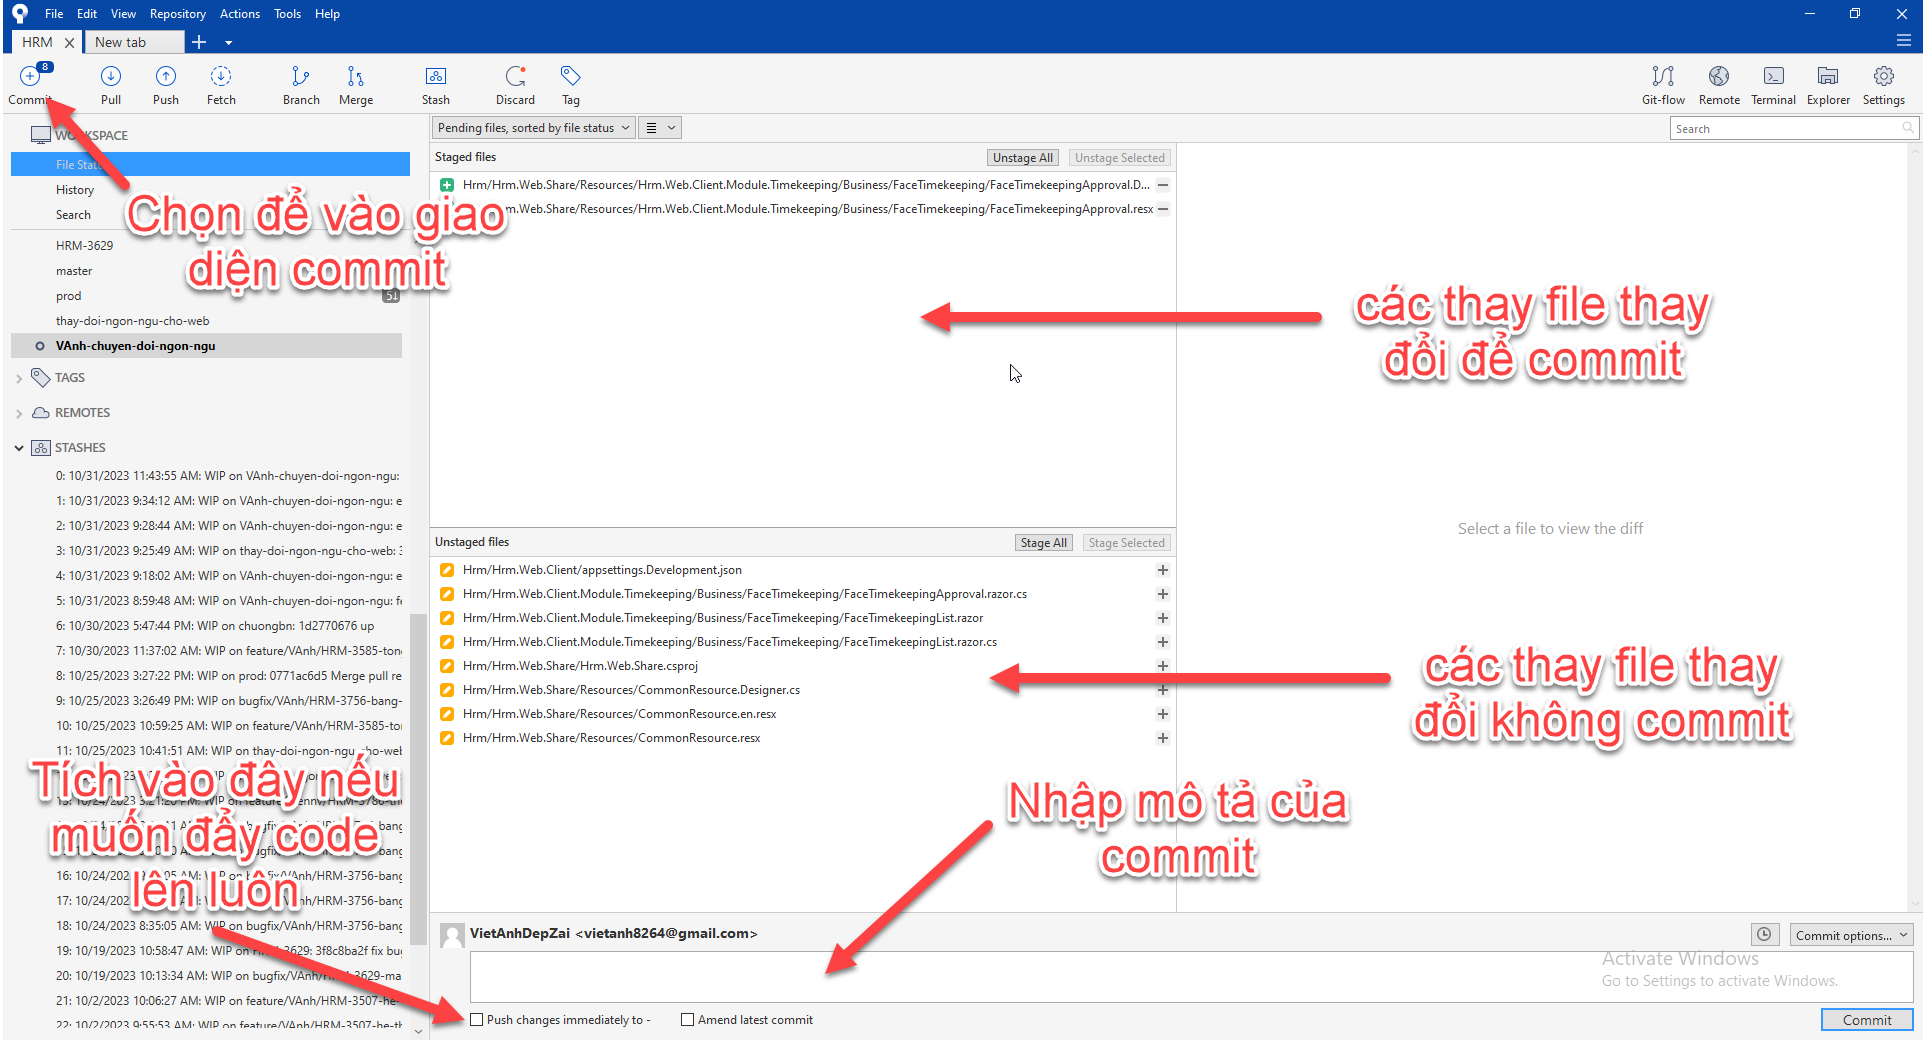 File Edit View Repository Actions Tools Help
HRM New tab
8
Commit Pull Push Fetch Branch Merge Stash Discard Tag Git-flow Remote Terminal Explorer Settings
WORKSPACE
File Status
History
Search
HRM-3629
master
prod 5↓
thay-doi-ngon-ngu-cho-web
VAnh-chuyen-doi-ngon-ngu
TAGS
REMOTES
STASHES
0: 10/31/2023 11:43:55 AM: WIP on VAnh-chuyen-doi-ngon-ngu:
1: 10/31/2023 9:34:12 AM: WIP on VAnh-chuyen-doi-ngon-ngu: e
2: 10/31/2023 9:28:44 AM: WIP on VAnh-chuyen-doi-ngon-ngu: e
3: 10/31/2023 9:25:49 AM: WIP on thay-doi-ngon-ngu-cho-web: 3
4: 10/31/2023 9:18:02 AM: WIP on VAnh-chuyen-doi-ngon-ngu: e
5: 10/31/2023 8:59:48 AM: WIP on VAnh-chuyen-doi-ngon-ngu: fe
6: 10/30/2023 5:47:44 PM: WIP on chuongbn: 1d2770676 up
7: 10/30/2023 11:37:02 AM: WIP on feature/VAnh/HRM-3585-ton
8: 10/25/2023 3:27:22 PM: WIP on prod: 0771ac6d5 Merge pull re
9: 10/25/2023 3:26:49 PM: WIP on bugfix/VAnh/HRM-3756-bang-
10: 10/25/2023 10:59:25 AM: WIP on feature/VAnh/HRM-3585-ton
11: 10/25/2023 10:41:51 AM: WIP on thay-doi-ngon-ngu-cho-web
16: 10/24/2023 WIP on bugfix/VAnh/HRM-3756-bang
17: 10/24/2023 WIP on bugfix/VAnh/HRM-3756-bang
18: 10/24/2023 8:35:05 AM: WIP on bugfix/VAnh/HRM-3756-bang
19: 10/19/2023 10:58:47 AM: WIP on HRM-3629: 3f8c8ba2f fix bug
20: 10/19/2023 10:13:34 AM: WIP on bugfix/VAnh/HRM-3629-ma
21: 10/2/2023 10:06:27 AM: WIP on feature/VAnh/HRM-3507-he-
22: 10/2/2023 9:55:53 AM: WIP on feature/VAnh/HRM-3507-he-th
Chọn để vào giao
diện commit
Tích vào đây nếu
muốn đẩy code
lên luôn
Pending files, sorted by file status
Search
Staged files Unstage All Unstage Selected
Hrm/Hrm.Web.Share/Resources/Hrm.Web.Client.Module.Timekeeping/Business/FaceTimekeeping/FaceTimekeepingApproval.D...
rm.Web.Share/Resources/Hrm.Web.Client.Module.Timekeeping/Business/FaceTimekeeping/FaceTimekeepingApproval.resx
các thay file thay
đổi để commit
Select a file to view the diff
Unstaged files Stage All Stage Selected
Hrm/Hrm.Web.Client/appsettings.Development.json
Hrm/Hrm.Web.Client.Module.Timekeeping/Business/FaceTimekeeping/FaceTimekeepingApproval.razor.cs
Hrm/Hrm.Web.Client.Module.Timekeeping/Business/FaceTimekeeping/FaceTimekeepingList.razor
Hrm/Hrm.Web.Client.Module.Timekeeping/Business/FaceTimekeeping/FaceTimekeepingList.razor.cs
Hrm/Hrm.Web.Share/Hrm.Web.Share.csproj
Hrm/Hrm.Web.Share/Resources/CommonResource.Designer.cs
Hrm/Hrm.Web.Share/Resources/CommonResource.en.resx
Hrm/Hrm.Web.Share/Resources/CommonResource.resx
các thay file thay
đổi không commit
Nhập mô tả của
commit
VietAnhDepZai <vietanh8264@gmail.com>
Commit options...
Activate Windows
Go to Settings to activate Windows.
Push changes immediately to - Amend latest commit
Commit